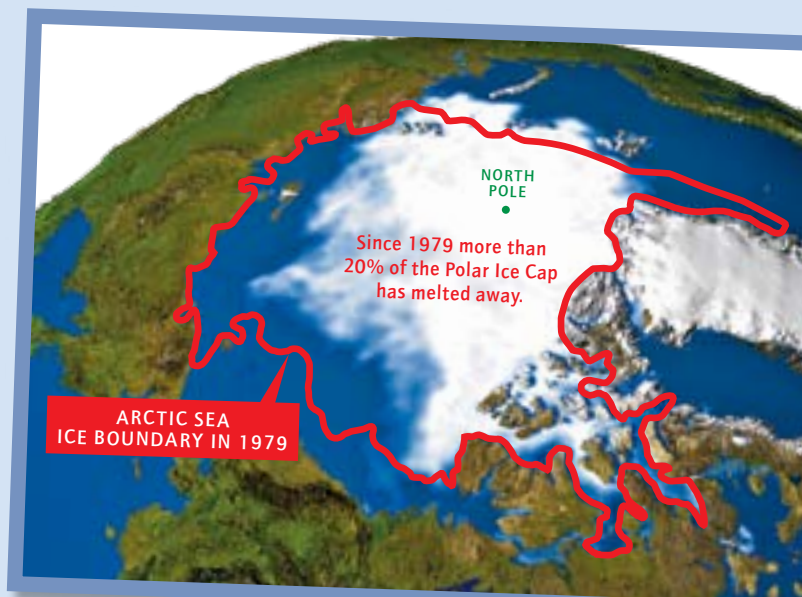 NORTH
POLE
Since 1979 more than
20% of the Polar Ice Cap
has melted away.
ARCTIC SEA
ICE BOUNDARY IN 1979